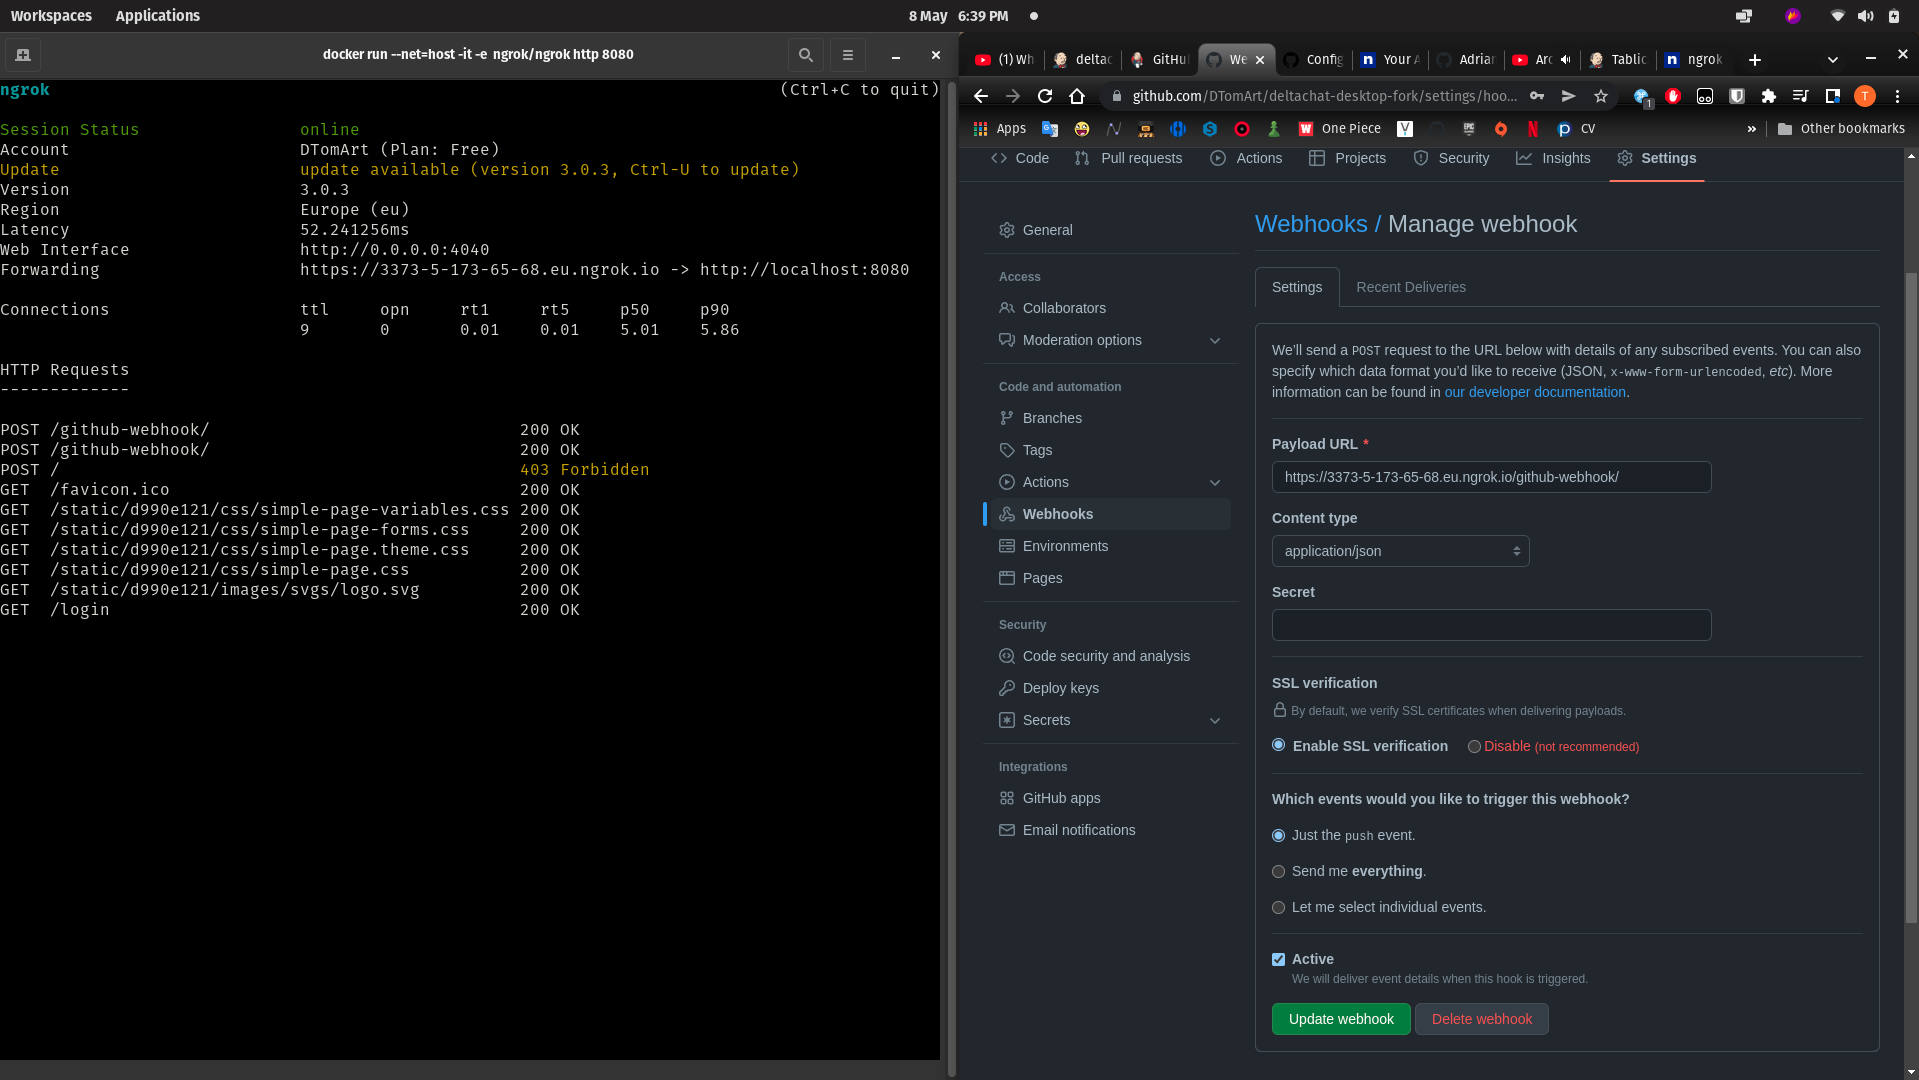 Workspaces Applications 8 May 6:39 PM
docker run --net=host -it -e ngrok/ngrok http 8080
ngrok (Ctrl+C to quit)
Session Status online
Account DTomArt (Plan: Free)
Update update available (version 3.0.3, Ctrl-U to update)
Version 3.0.3
Region Europe (eu)
Latency 52.241256ms
Web Interface http://0.0.0.0:4040
Forwarding https://3373-5-173-65-68.eu.ngrok.io -> http://localhost:8080
Connections ttl opn rt1 rt5 p50 p90
9 0 0.01 0.01 5.01 5.86
HTTP Requests
-------------
POST /github-webhook/ 200 OK
POST /github-webhook/ 200 OK
POST / 403 Forbidden
GET /favicon.ico 200 OK
GET /static/d990e121/css/simple-page-variables.css 200 OK
GET /static/d990e121/css/simple-page-forms.css 200 OK
GET /static/d990e121/css/simple-page.theme.css 200 OK
GET /static/d990e121/css/simple-page.css 200 OK
GET /static/d990e121/images/svgs/logo.svg 200 OK
GET /login 200 OK
(1) Wh deltac GitHu We Config Your A Adrian Arc Tablic ngrok
github.com/DTomArt/deltachat-desktop-fork/settings/hoo... 1 T
Apps One Piece CV » Other bookmarks
Code Pull requests Actions Projects Security Insights Settings
General
Access
Collaborators
Moderation options
Code and automation
Branches
Tags
Actions
Webhooks
Environments
Pages
Security
Code security and analysis
Deploy keys
Secrets
Integrations
GitHub apps
Email notifications
Webhooks / Manage webhook
Settings Recent Deliveries
We'll send a POST request to the URL below with details of any subscribed events. You can also
specify which data format you'd like to receive (JSON, x-www-form-urlencoded, etc). More
information can be found in our developer documentation.
Payload URL *
https://3373-5-173-65-68.eu.ngrok.io/github-webhook/
Content type
application/json
Secret
SSL verification
By default, we verify SSL certificates when delivering payloads.
Enable SSL verification Disable (not recommended)
Which events would you like to trigger this webhook?
Just the push event.
Send me everything.
Let me select individual events.
Active
We will deliver event details when this hook is triggered.
Update webhook Delete webhook